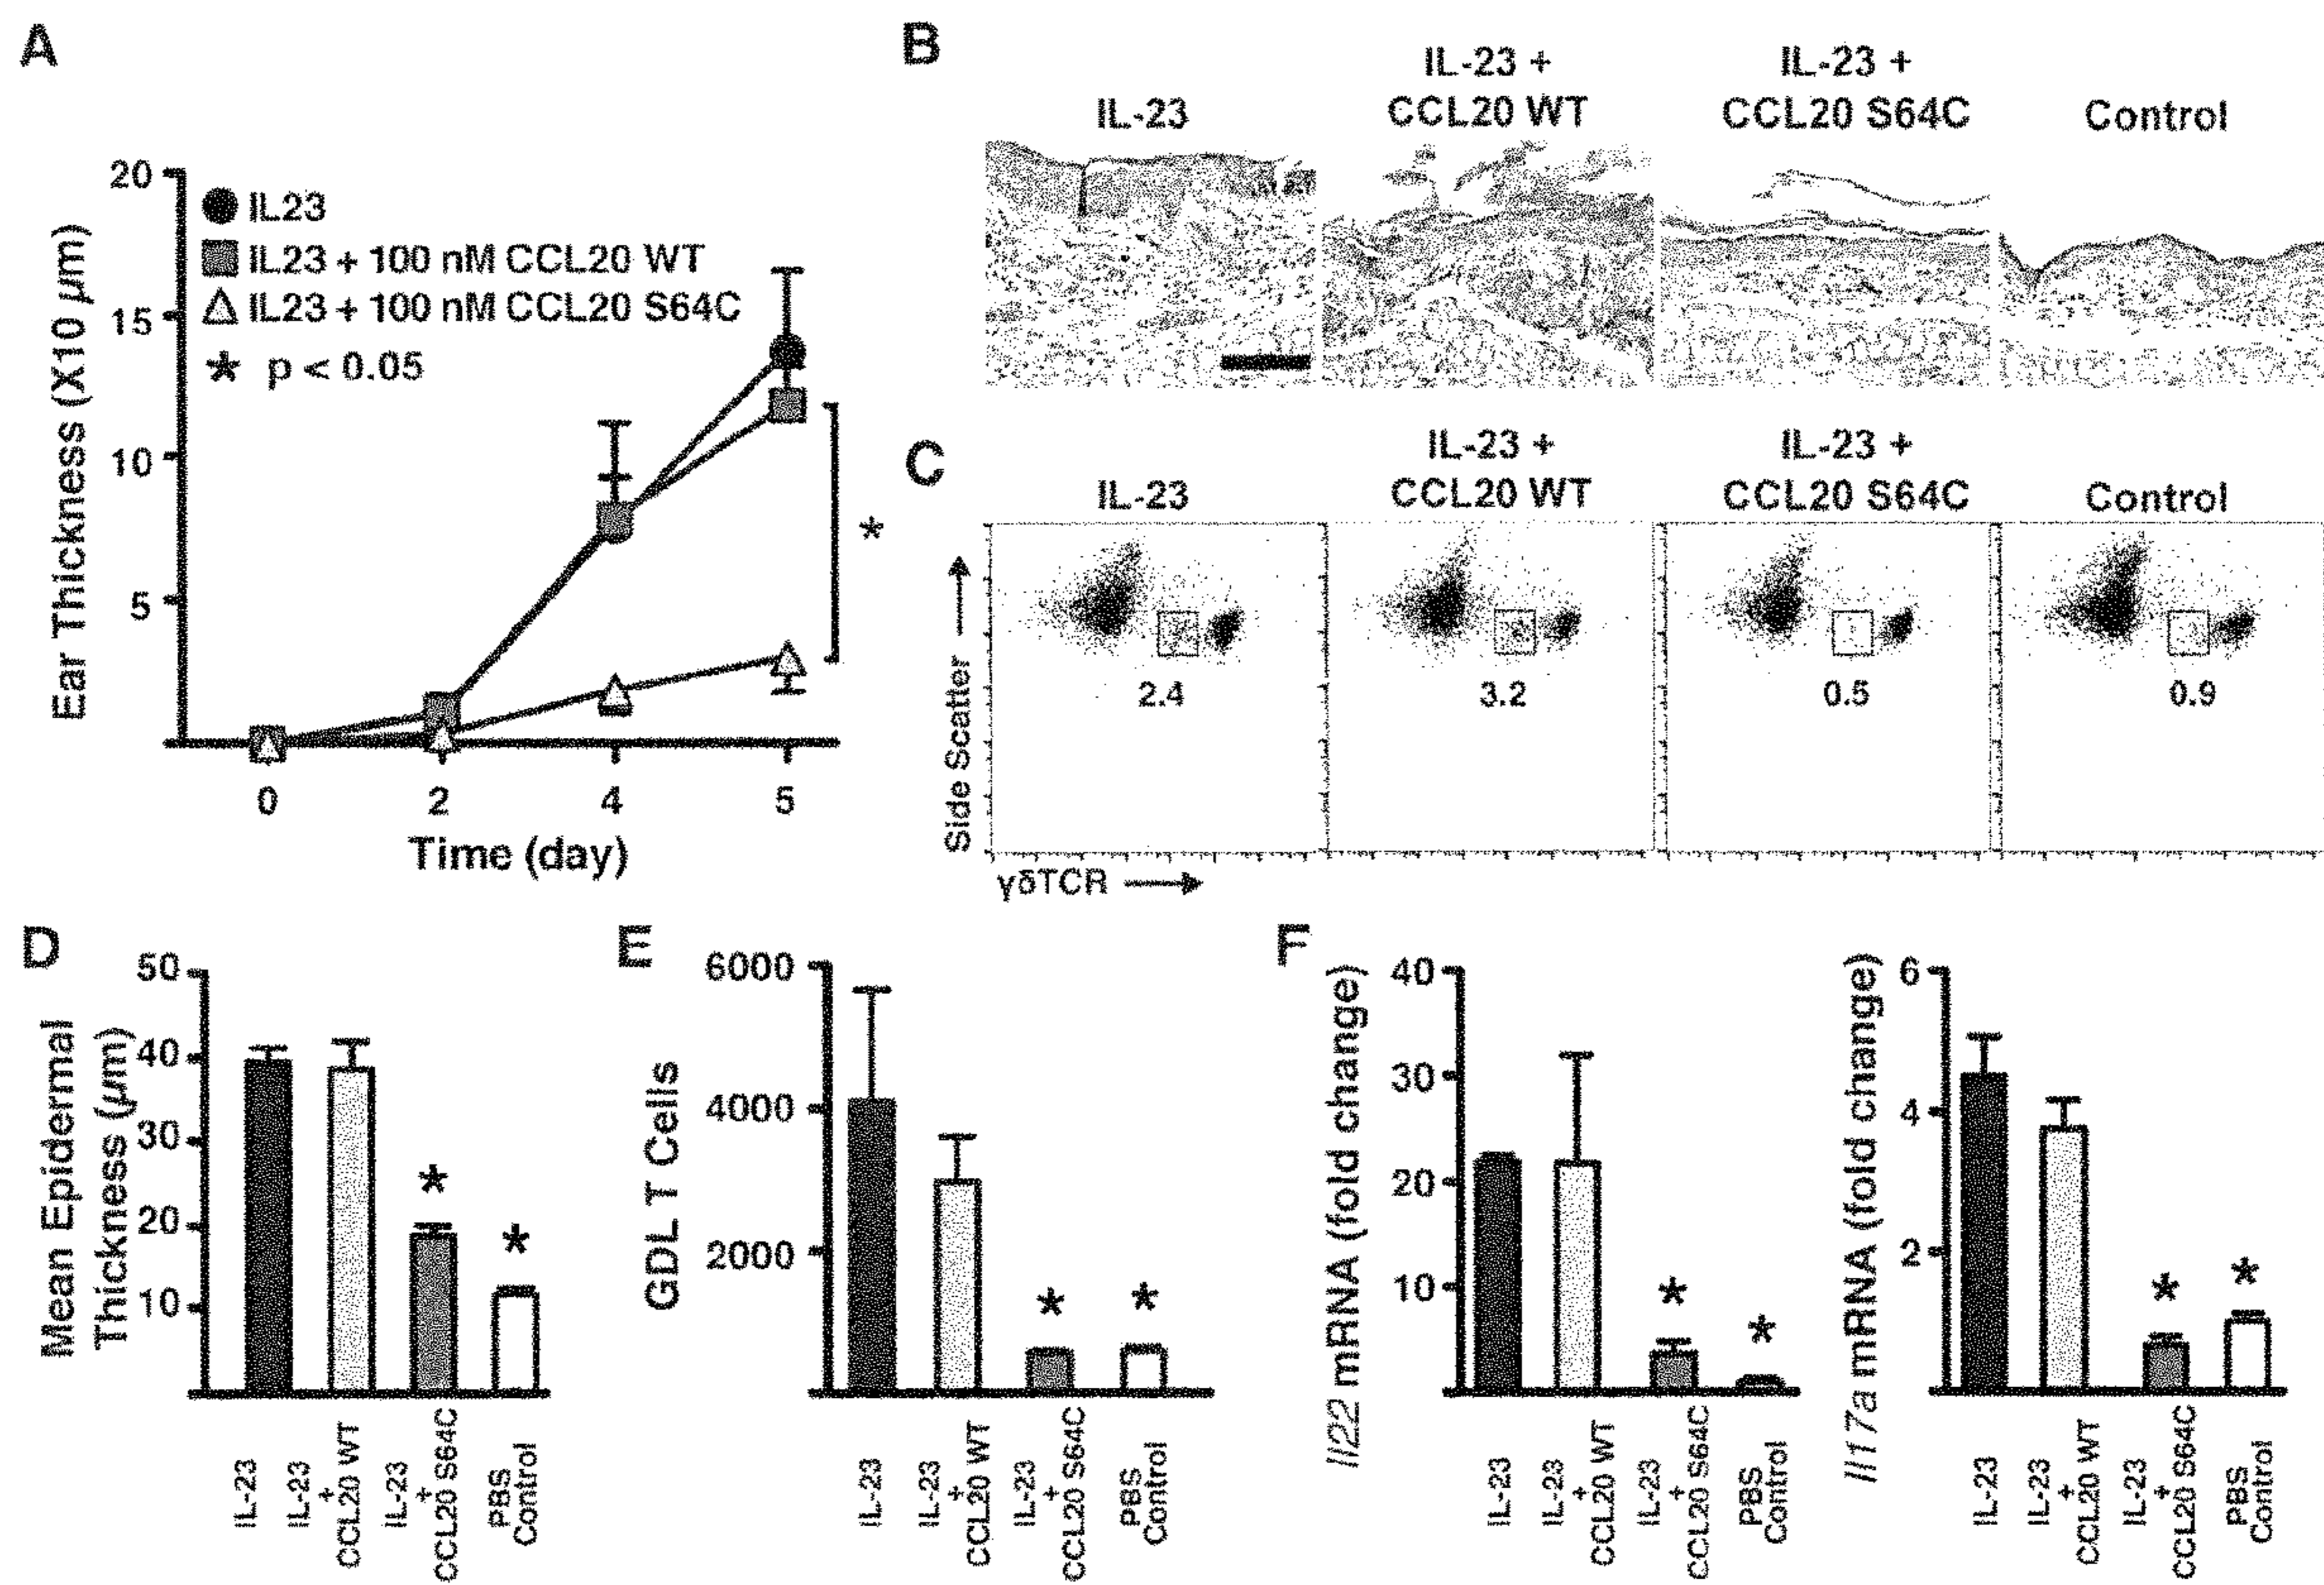 A
20
15
10
5
Ear Thickness (X10 µm)
IL23
IL23 + 100 nM CCL20 WT
IL23 + 100 nM CCL20 S64C
* p < 0.05
*
0 2 4 5
Time (day)
B
IL-23
IL-23 +
CCL20 WT
IL-23 +
CCL20 S64C
Control
C
IL-23
IL-23 +
CCL20 WT
IL-23 +
CCL20 S64C
Control
2.4
3.2
0.5
0.9
Side Scatter
γδTCR
D
Mean Epidermal
Thickness (µm)
50
40
30
20
10
*
*
IL-23
IL-23
+
CCL20 WT
IL-23
+
CCL20 S64C
PBS
Control
E
GDL T Cells
6000
4000
2000
*
*
IL-23
IL-23
+
CCL20 WT
IL-23
+
CCL20 S64C
PBS
Control
F
Il22 mRNA (fold change)
40
30
20
10
*
*
IL-23
IL-23
+
CCL20 WT
IL-23
+
CCL20 S64C
PBS
Control
Il17a mRNA (fold change)
6
4
2
*
*
IL-23
IL-23
+
CCL20 WT
IL-23
+
CCL20 S64C
PBS
Control